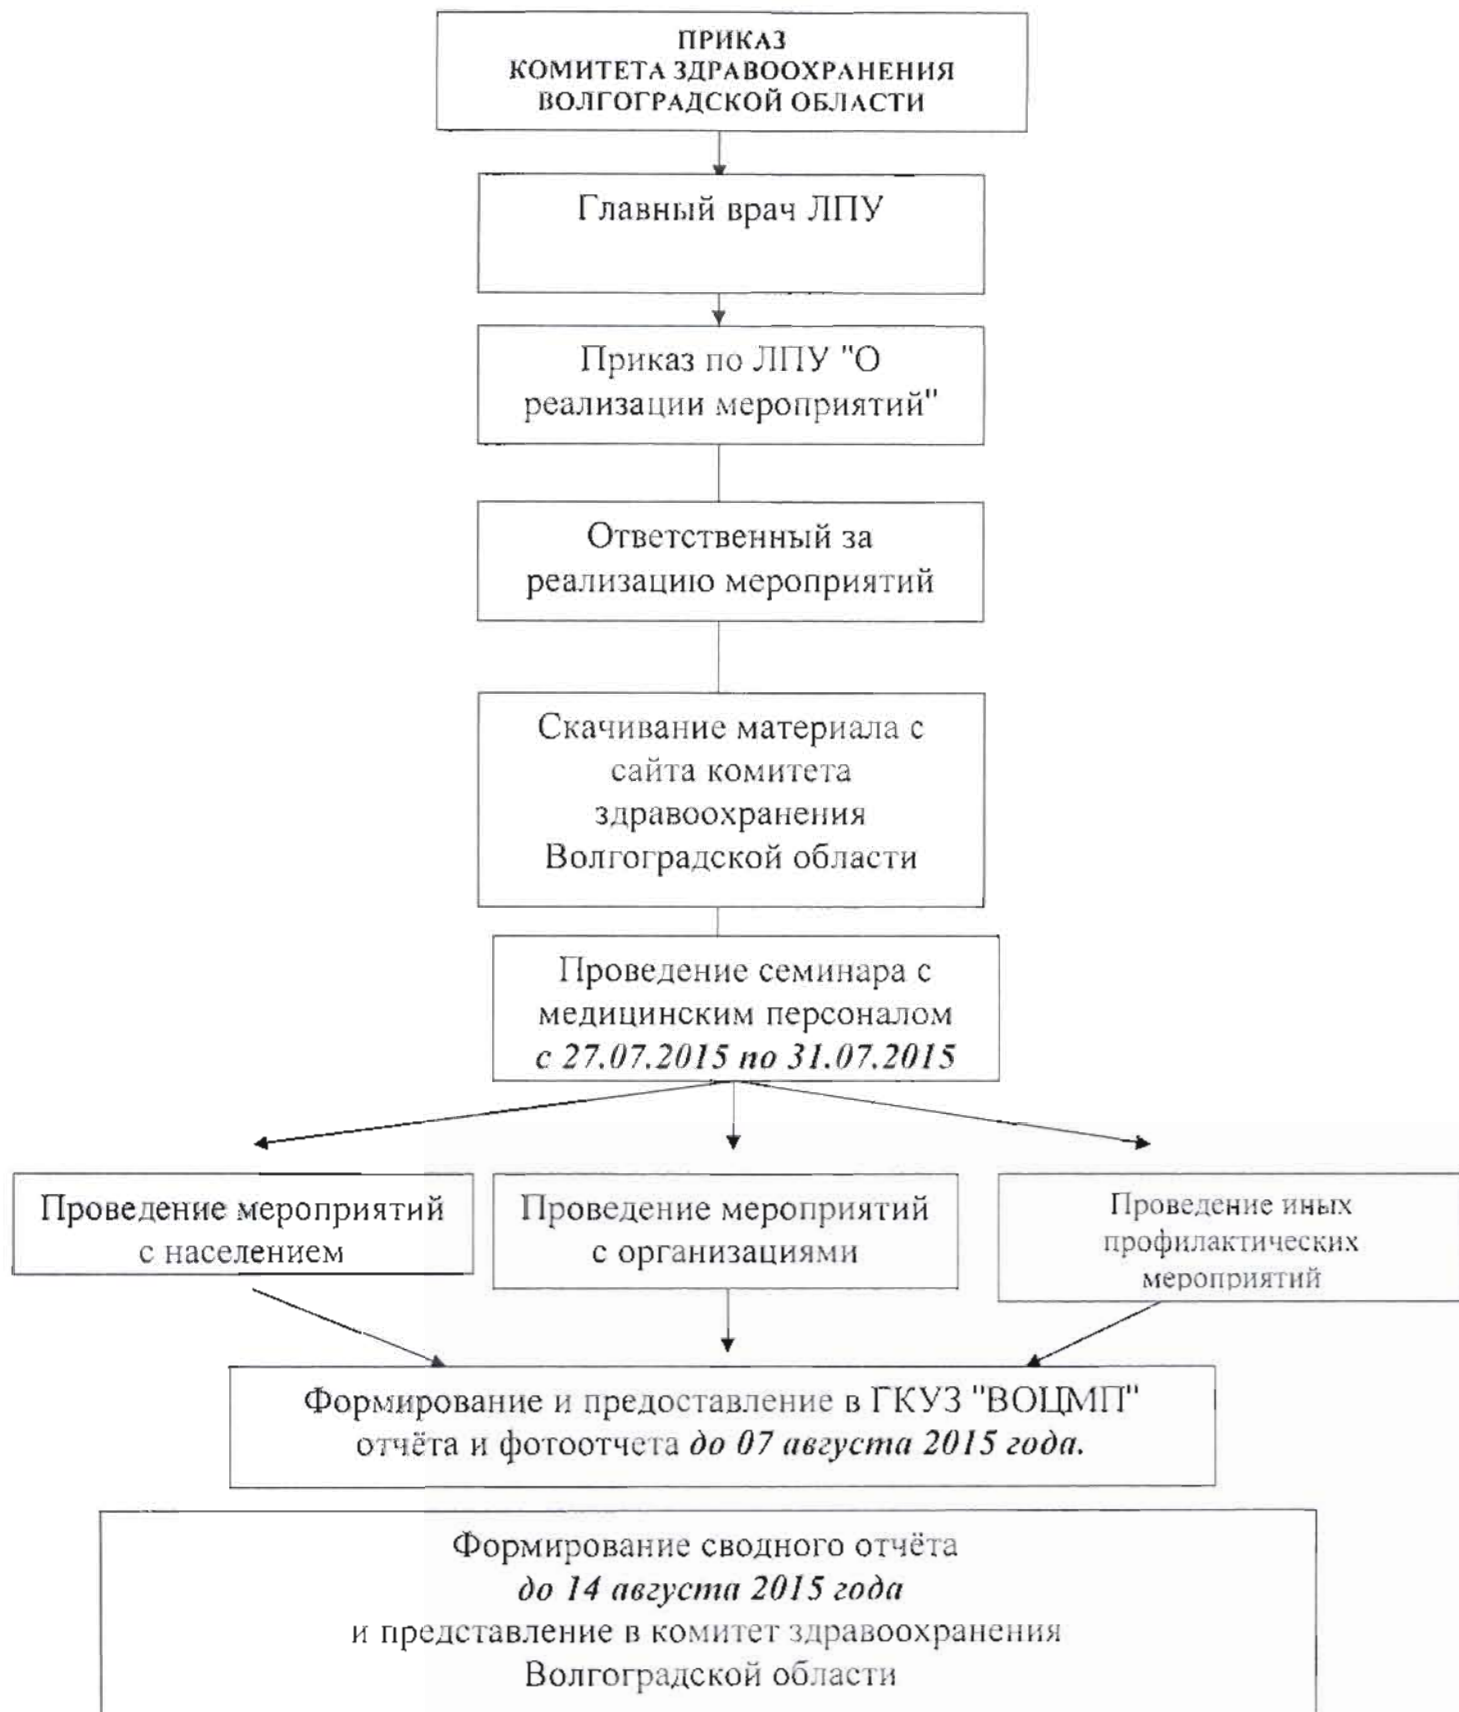 ПРИКАЗ
КОМИТЕТА ЗДРАВООХРАНЕНИЯ
ВОЛГОГРАДСКОЙ ОБЛАСТИ
Главный врач ЛПУ
Приказ по ЛПУ "О
реализации мероприятий"
Ответственный за
реализацию мероприятий
Скачивание материала с
сайта комитета
здравоохранения
Волгоградской области
Проведение семинара с
медицинским персоналом
с 27.07.2015 по 31.07.2015
Проведение мероприятий
с населением
Проведение мероприятий
с организациями
Проведение иных
профилактических
мероприятий
Формирование и предоставление в ГКУЗ "ВОЦМП"
отчёта и фотоотчета до 07 августа 2015 года.
Формирование сводного отчёта
до 14 августа 2015 года
и представление в комитет здравоохранения
Волгоградской области